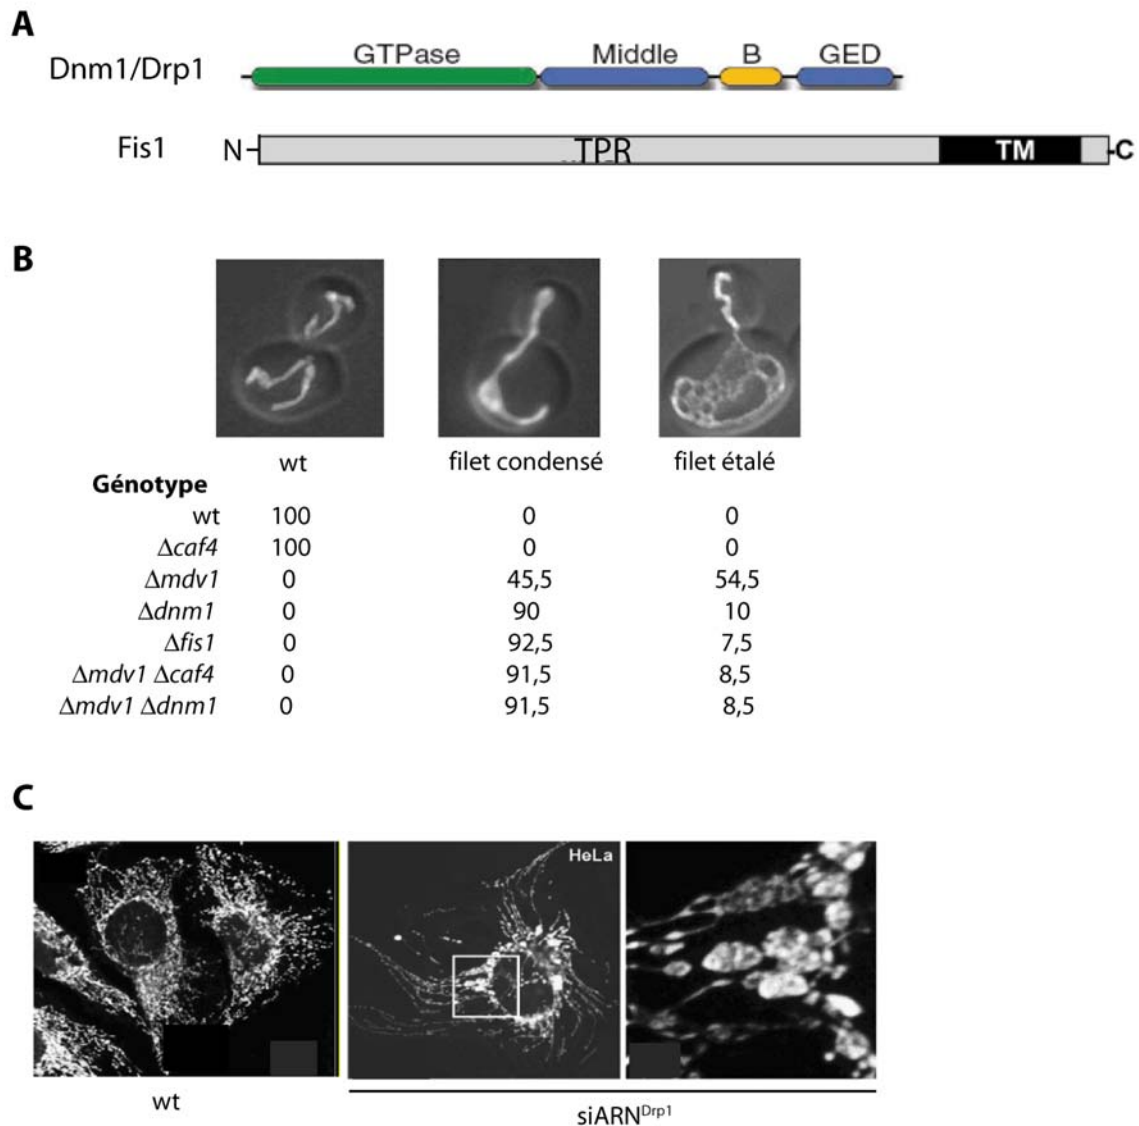 A
GTPase Middle B GED
Dnm1/Drp1
Fis1 N TPR TM C
B
wt filet condensé filet étalé
Génotype
wt 100 0 0
Δcaf4 100 0 0
Δmdv1 0 45,5 54,5
Δdnm1 0 90 10
Δfis1 0 92,5 7,5
Δmdv1 Δcaf4 0 91,5 8,5
Δmdv1 Δdnm1 0 91,5 8,5
C
HeLa
wt
siARNDrp1